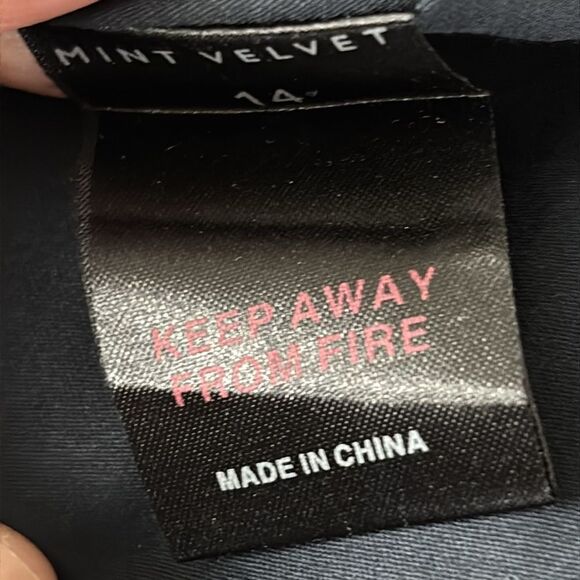 MINT VELVET
14
KEEP AWAY
FROM FIRE
MADE IN CHINA